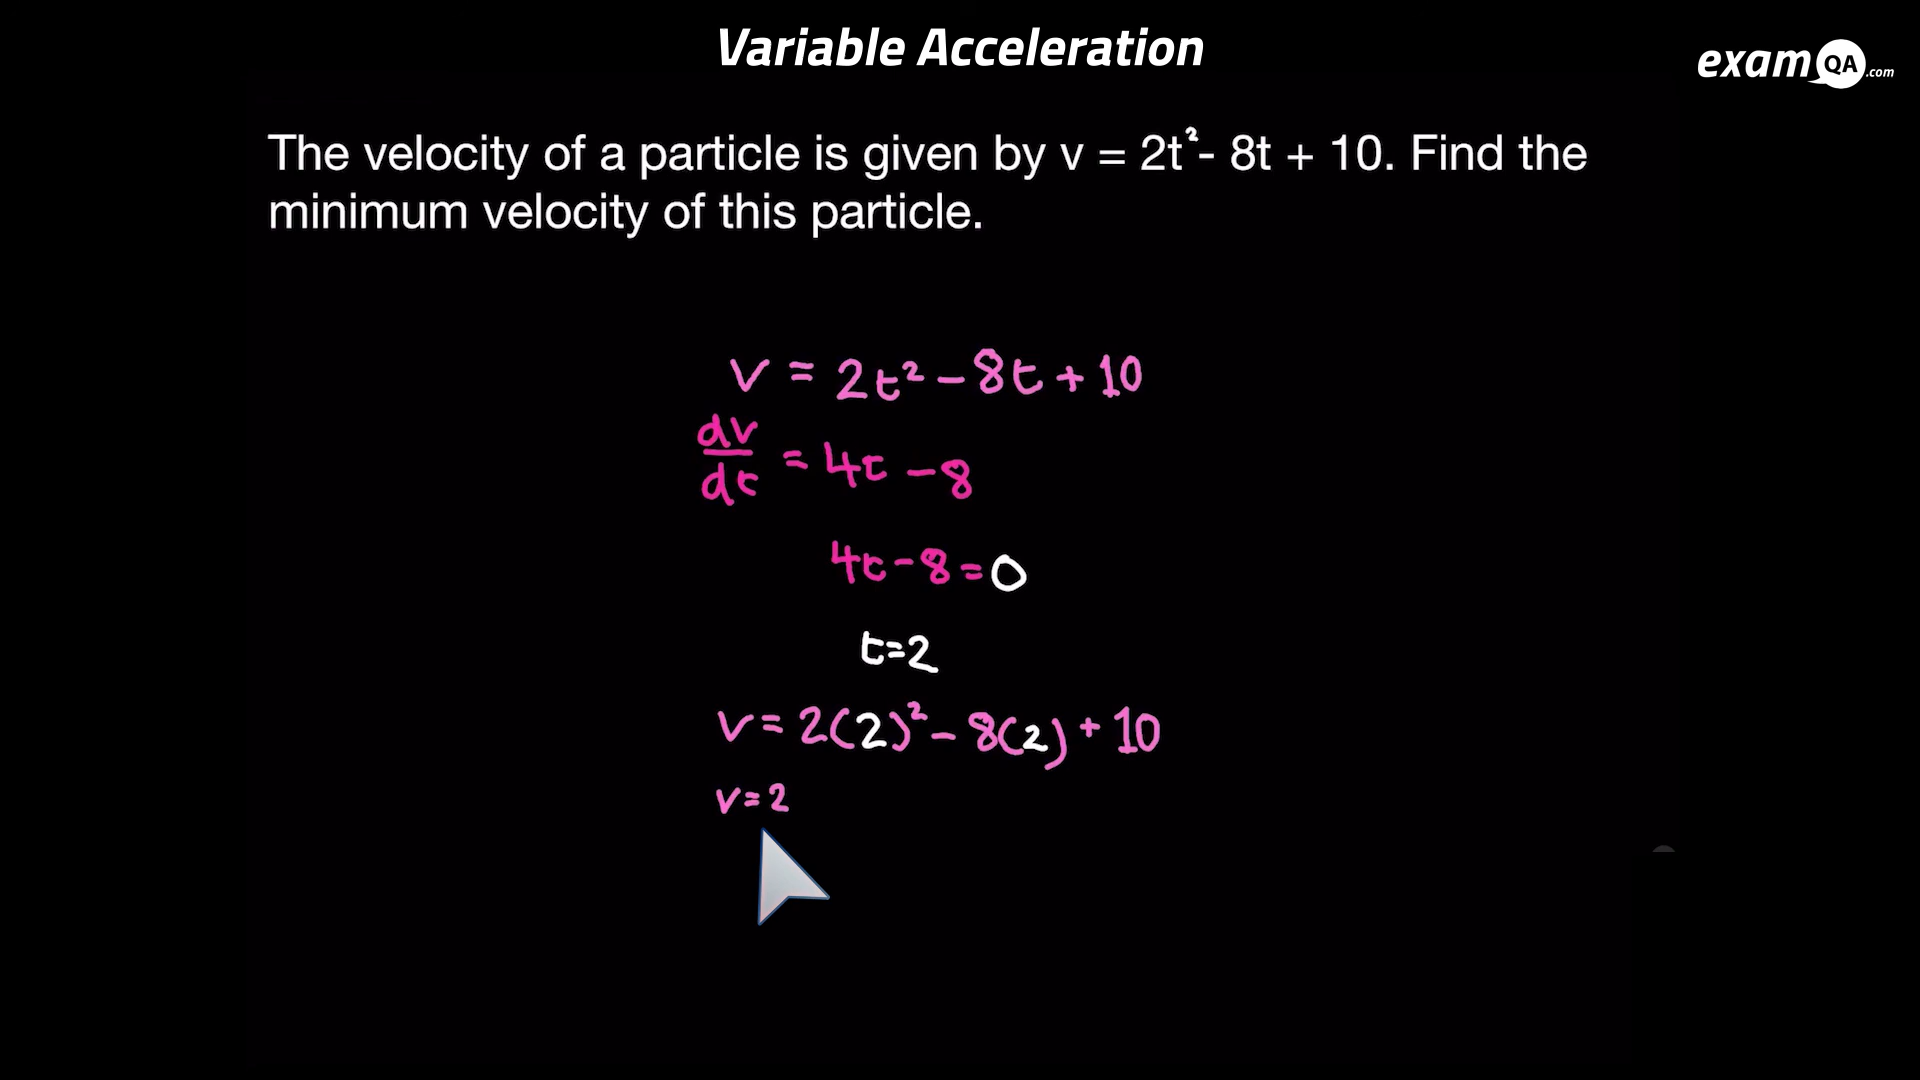 Variable Acceleration
examQA.com
The velocity of a particle is given by v = 2t²- 8t + 10. Find the
minimum velocity of this particle.
v = 2t² - 8t + 10
dv/dt = 4t - 8
4t - 8 = 0
t = 2
v = 2(2)² - 8(2) + 10
v = 2